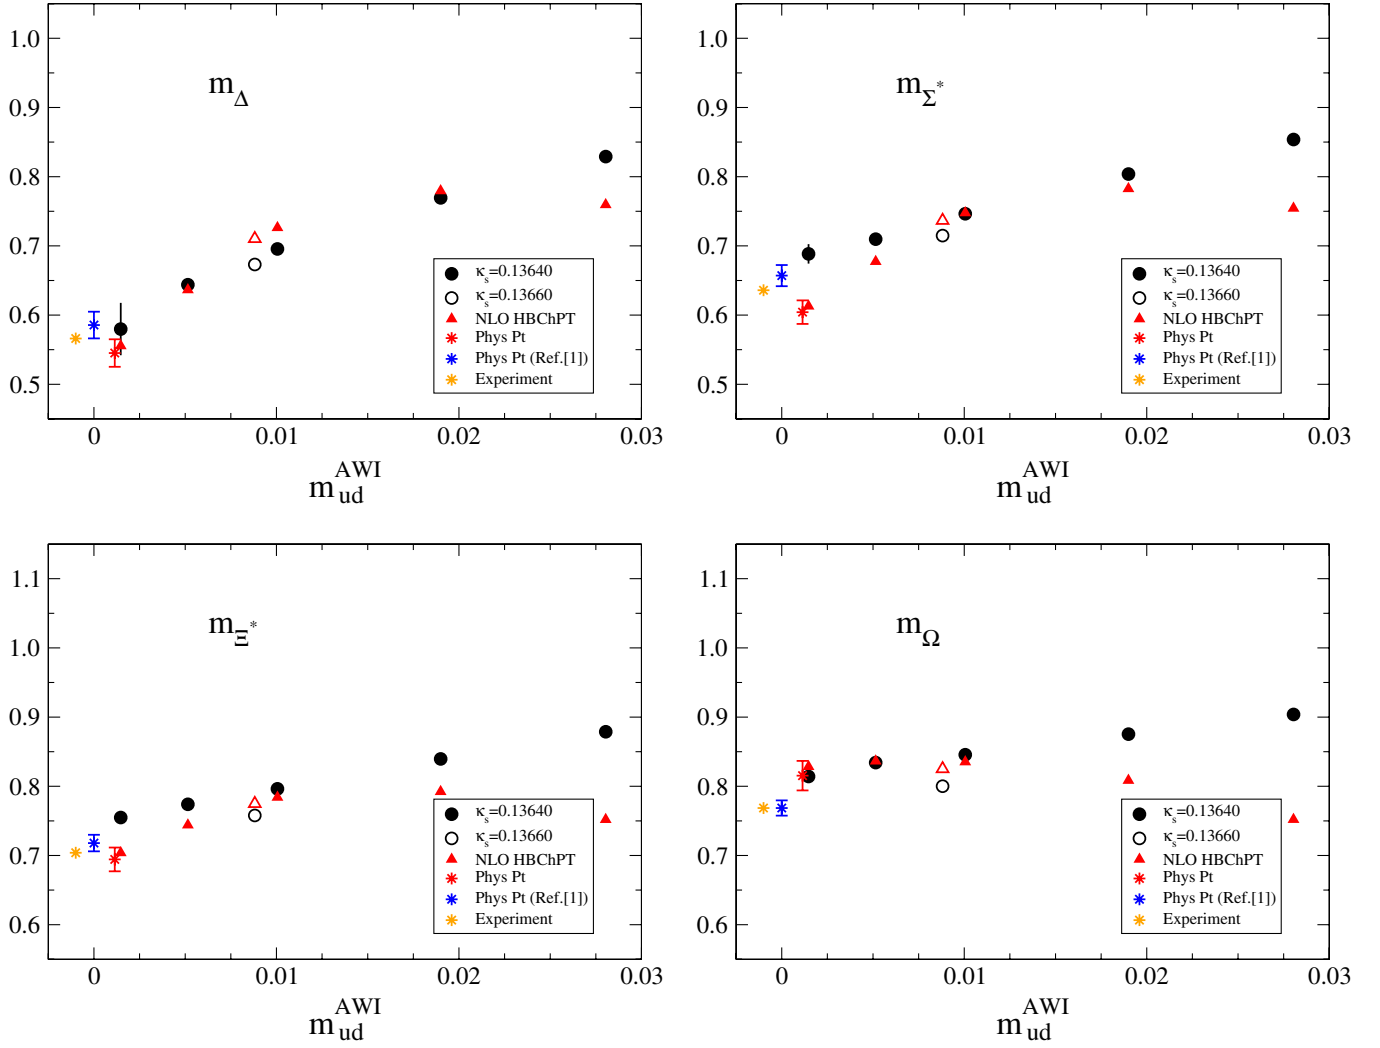 m_Δ
1.0
0.9
0.8
0.7
0.6
0.5
κ_s=0.13640
κ_s=0.13660
NLO HBChPT
Phys Pt
Phys Pt (Ref.[1])
Experiment
0 0.01 0.02 0.03
m_ud^AWI
m_Σ*
1.0
0.9
0.8
0.7
0.6
0.5
κ_s=0.13640
κ_s=0.13660
NLO HBChPT
Phys Pt
Phys Pt (Ref.[1])
Experiment
0 0.01 0.02 0.03
m_ud^AWI
m_Ξ*
1.1
1.0
0.9
0.8
0.7
0.6
κ_s=0.13640
κ_s=0.13660
NLO HBChPT
Phys Pt
Phys Pt (Ref.[1])
Experiment
0 0.01 0.02 0.03
m_ud^AWI
m_Ω
1.1
1.0
0.9
0.8
0.7
0.6
κ_s=0.13640
κ_s=0.13660
NLO HBChPT
Phys Pt
Phys Pt (Ref.[1])
Experiment
0 0.01 0.02 0.03
m_ud^AWI